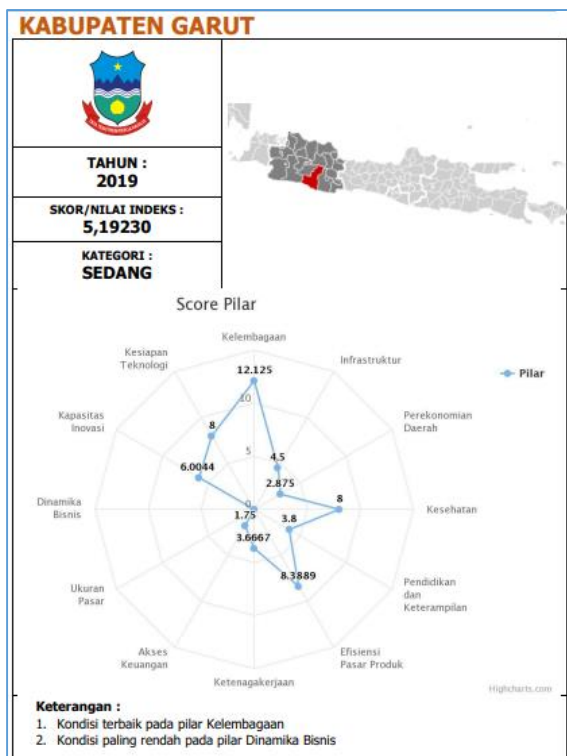 KABUPATEN GARUT
TAHUN :
2019
SKOR/NILAI INDEKS :
5,19230
KATEGORI :
SEDANG
Score Pilar
Kelembagaan
Kesiapan
Teknologi
Infrastruktur
12.125
Pilar
10
Kapasitas
Inovasi
8
Perekonomian
Daerah
5
4.5
6.0044
2.875
Dinamika
Bisnis
0
8
Kesehatan
1.75
3.8
3.6667
8.3889
Ukuran
Pasar
Pendidikan
dan
Keterampilan
Akses
Keuangan
Efisiensi
Pasar Produk
Ketenagakerjaan
Highcharts.com
Keterangan :
1. Kondisi terbaik pada pilar Kelembagaan
2. Kondisi paling rendah pada pilar Dinamika Bisnis